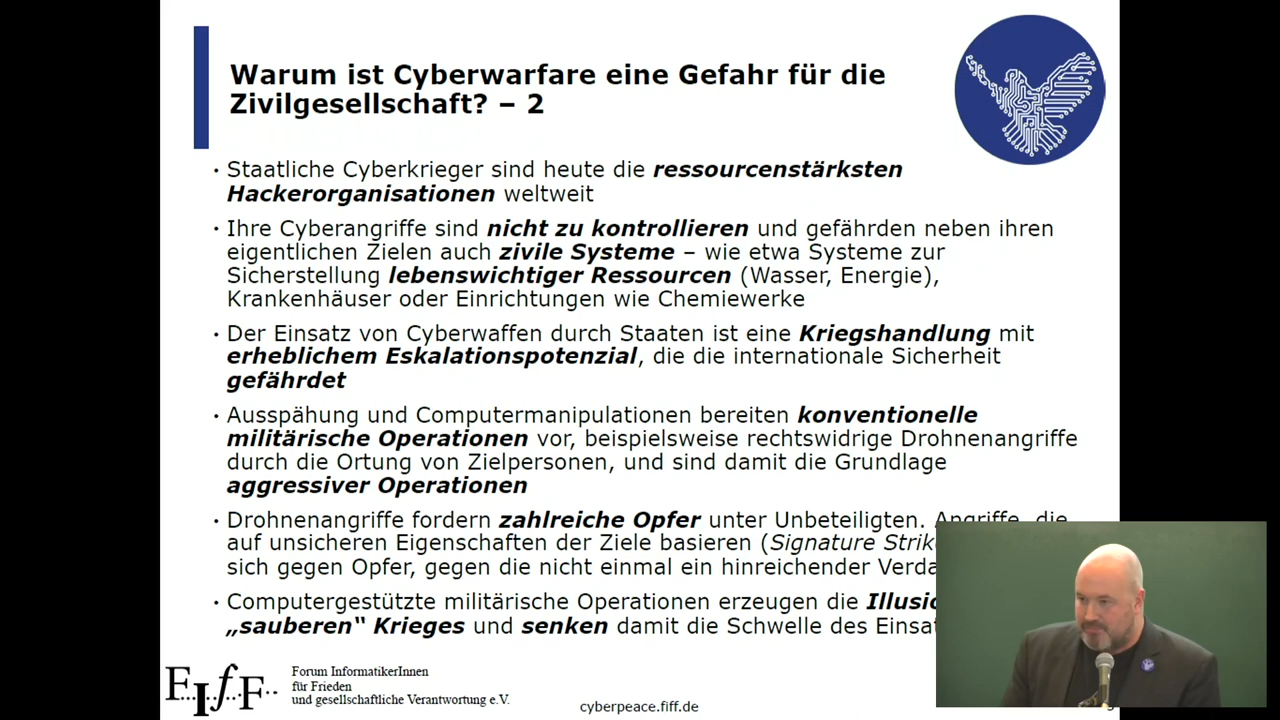 Warum ist Cyberwarfare eine Gefahr für die
Zivilgesellschaft? – 2
• Staatliche Cyberkrieger sind heute die ressourcenstärksten
Hackerorganisationen weltweit
• Ihre Cyberangriffe sind nicht zu kontrollieren und gefährden neben ihren
eigentlichen Zielen auch zivile Systeme – wie etwa Systeme zur
Sicherstellung lebenswichtiger Ressourcen (Wasser, Energie),
Krankenhäuser oder Einrichtungen wie Chemiewerke
• Der Einsatz von Cyberwaffen durch Staaten ist eine Kriegshandlung mit
erheblichem Eskalationspotenzial, die die internationale Sicherheit
gefährdet
• Ausspähung und Computermanipulationen bereiten konventionelle
militärische Operationen vor, beispielsweise rechtswidrige Drohnenangriffe
durch die Ortung von Zielpersonen, und sind damit die Grundlage
aggressiver Operationen
• Drohnenangriffe fordern zahlreiche Opfer unter Unbeteiligten. Angriffe, die
auf unsicheren Eigenschaften der Ziele basieren (Signature
sich gegen Opfer, gegen die nicht einmal ein hinreichender
• Computergestützte militärische Operationen erzeugen die
„sauberen“ Krieges und senken damit die Schwelle des
FIfF..
Forum InformatikerInnen
für Frieden
und gesellschaftliche Verantwortung e.V.
cyberpeace.fiff.de